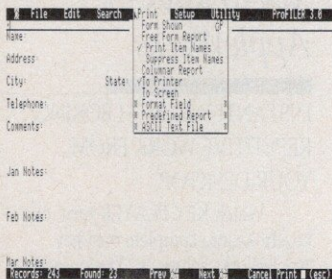 File Edit Search Print Setup Utility ProFiLEr 3.0
Form Shown
Free Form Report
Name:
✓ Print Item Names
Suppress Item Names
Address:
Columnar Report
City: State: ✓To Printer
To Screen
Telephone: Format Field
Predefined Report
Comments: ASCII Text File
Jan Notes:
Feb Notes:
Mar Notes:
Records: 243 Found: 23 Prev Next Cancel Print (esc)